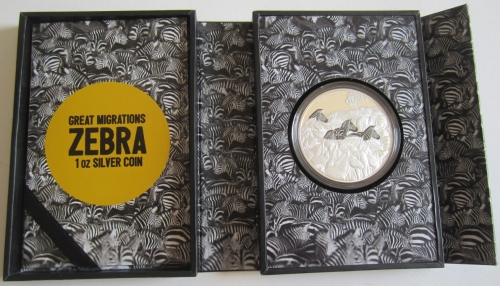 GREAT MIGRATIONS
ZEBRA
1 OZ SILVER COIN